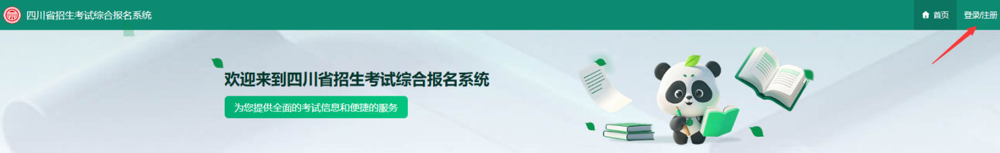 四川省招生考试综合报名系统
首页
登录/注册
欢迎来到四川省招生考试综合报名系统
为您提供全面的考试信息和便捷的服务